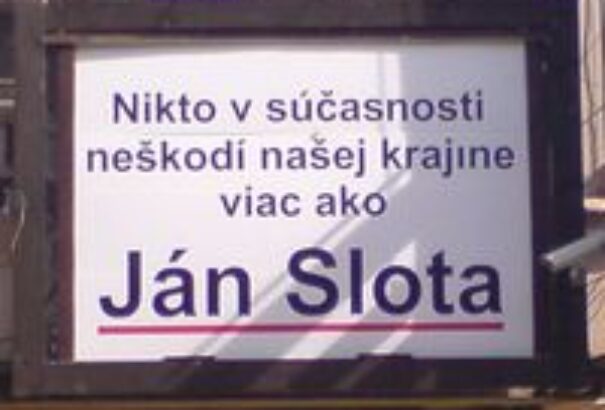 Nikto v súčasnosti
neškodí našej krajine
viac ako
Ján Slota